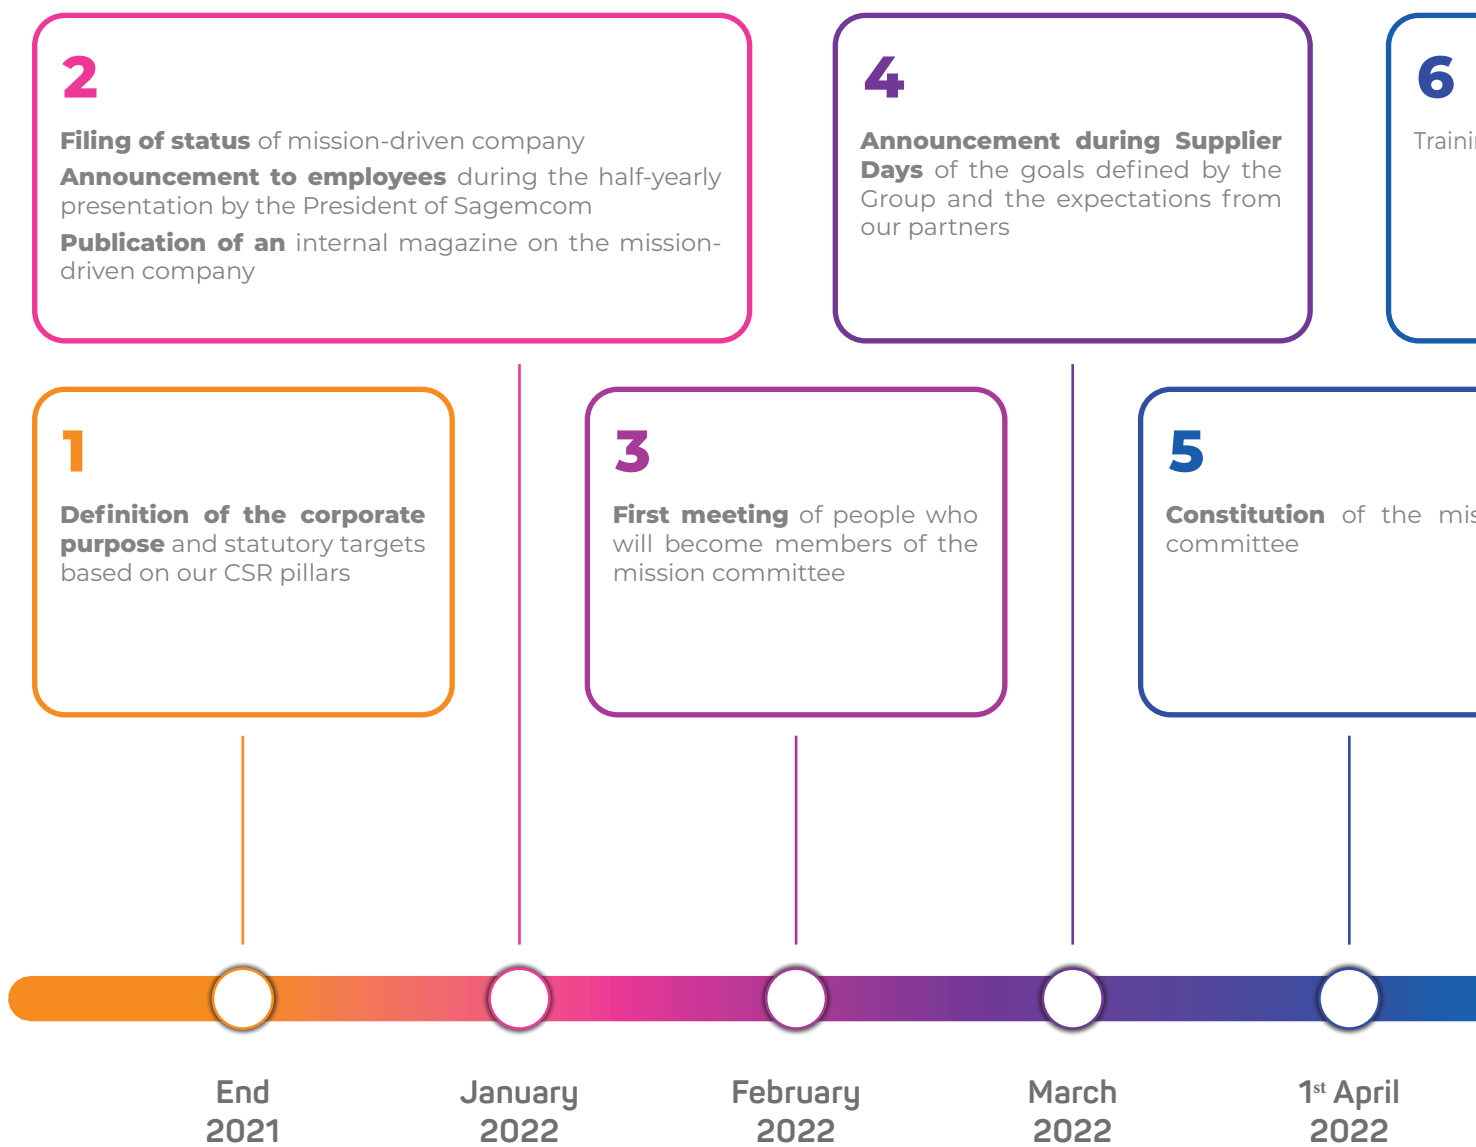 2
Filing of status of mission-driven company
Announcement to employees during the half-yearly
presentation by the President of Sagemcom
Publication of an internal magazine on the mission-
driven company
4
Announcement during Supplier
Days of the goals defined by the
Group and the expectations from
our partners
6
1
Definition of the corporate
purpose and statutory targets
based on our CSR pillars
3
First meeting of people who
will become members of the
mission committee
5
Constitution of the
committee
End
2021
January
2022
February
2022
March
2022
1st April
2022